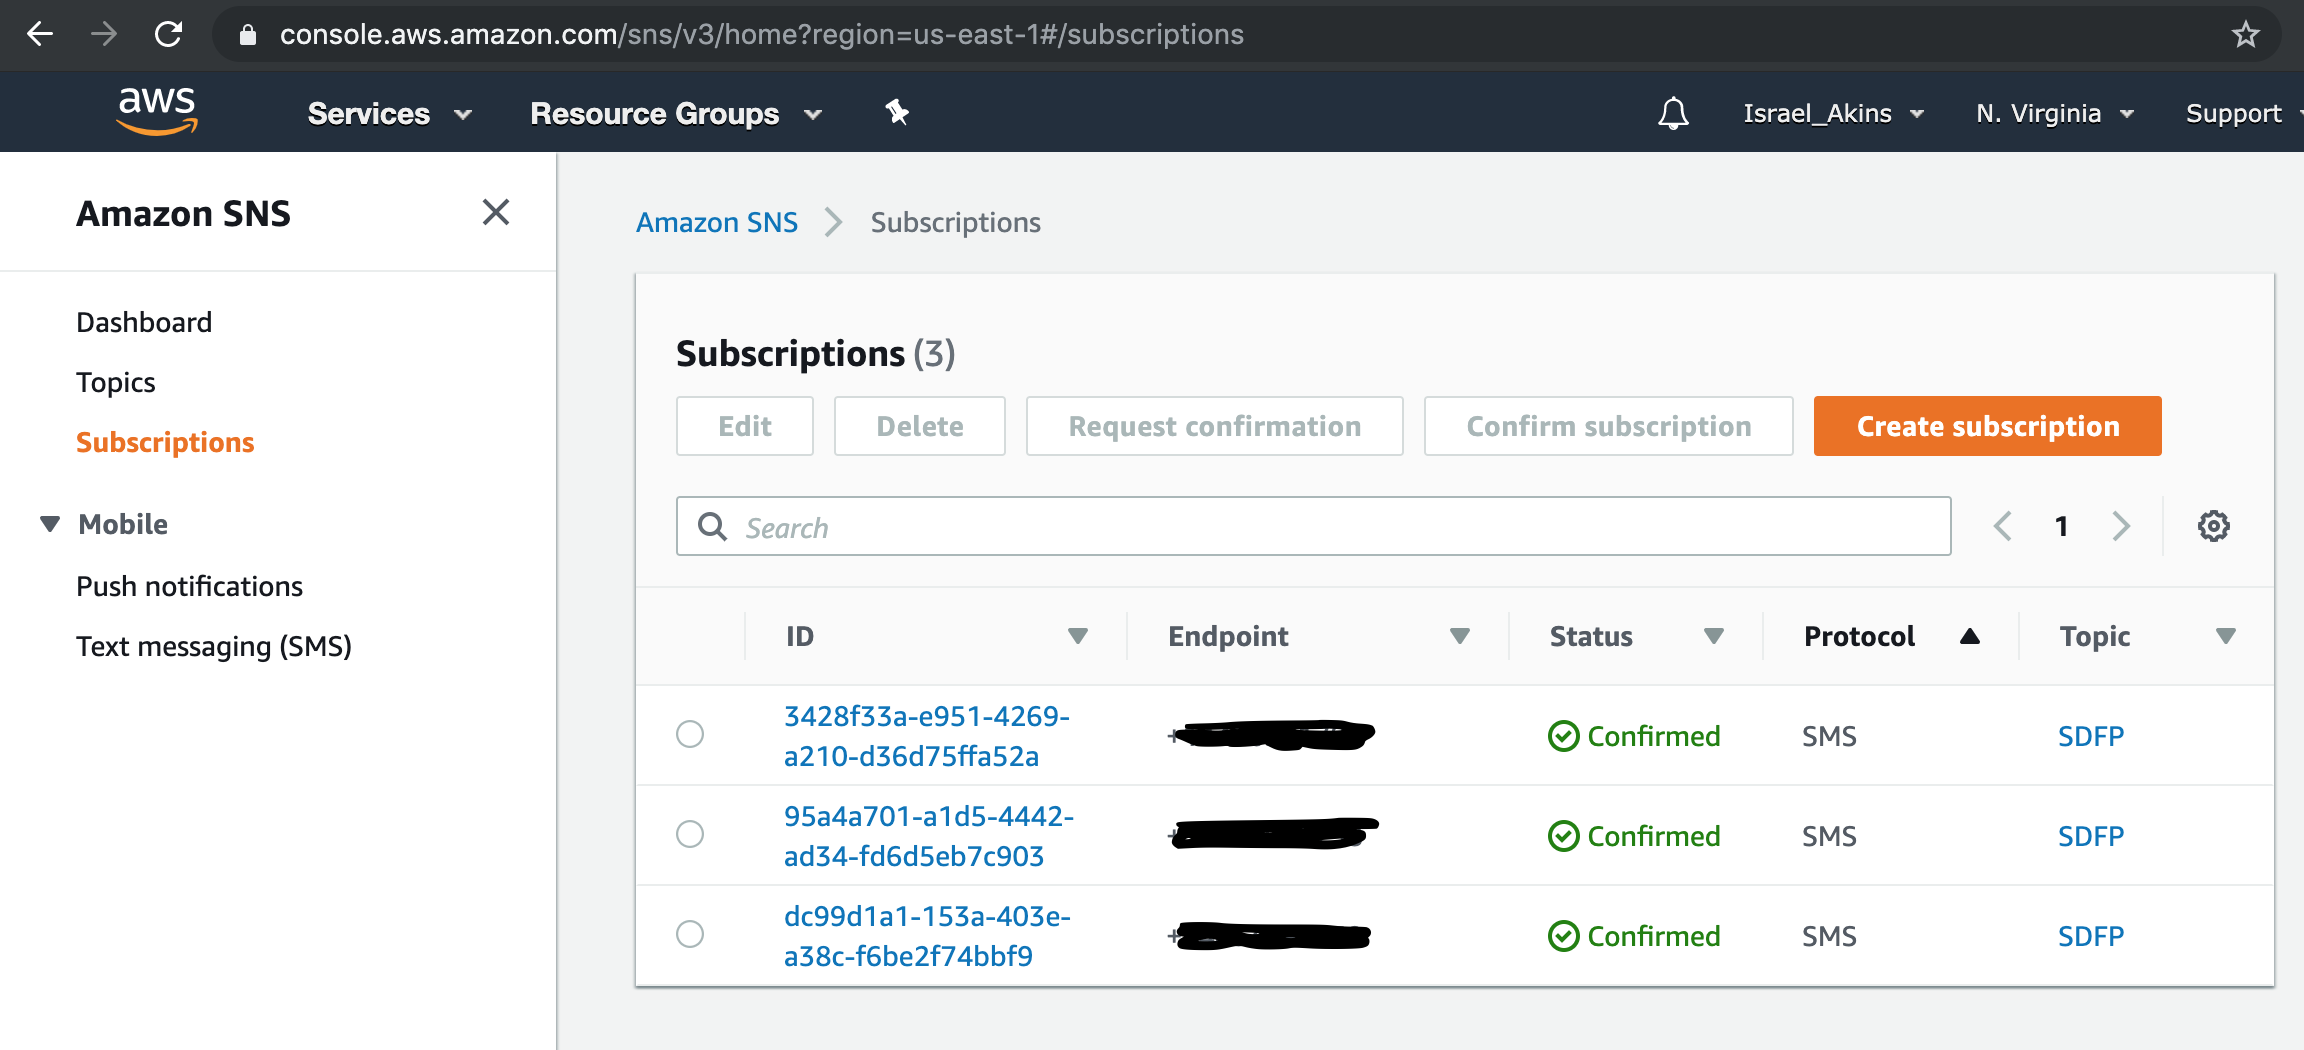 console.aws.amazon.com/sns/v3/home?region=us-east-1#/subscriptions
aws Services Resource Groups Israel_Akins N. Virginia Support
Amazon SNS
Dashboard
Topics
Subscriptions
Mobile
Push notifications
Text messaging (SMS)
Amazon SNS Subscriptions
Subscriptions (3)
Edit Delete Request confirmation Confirm subscription Create subscription
Search 1
ID Endpoint Status Protocol Topic
3428f33a-e951-4269-
a210-d36d75ffa52a + Confirmed SMS SDFP
95a4a701-a1d5-4442-
ad34-fd6d5eb7c903 + Confirmed SMS SDFP
dc99d1a1-153a-403e-
a38c-f6be2f74bbf9 + Confirmed SMS SDFP